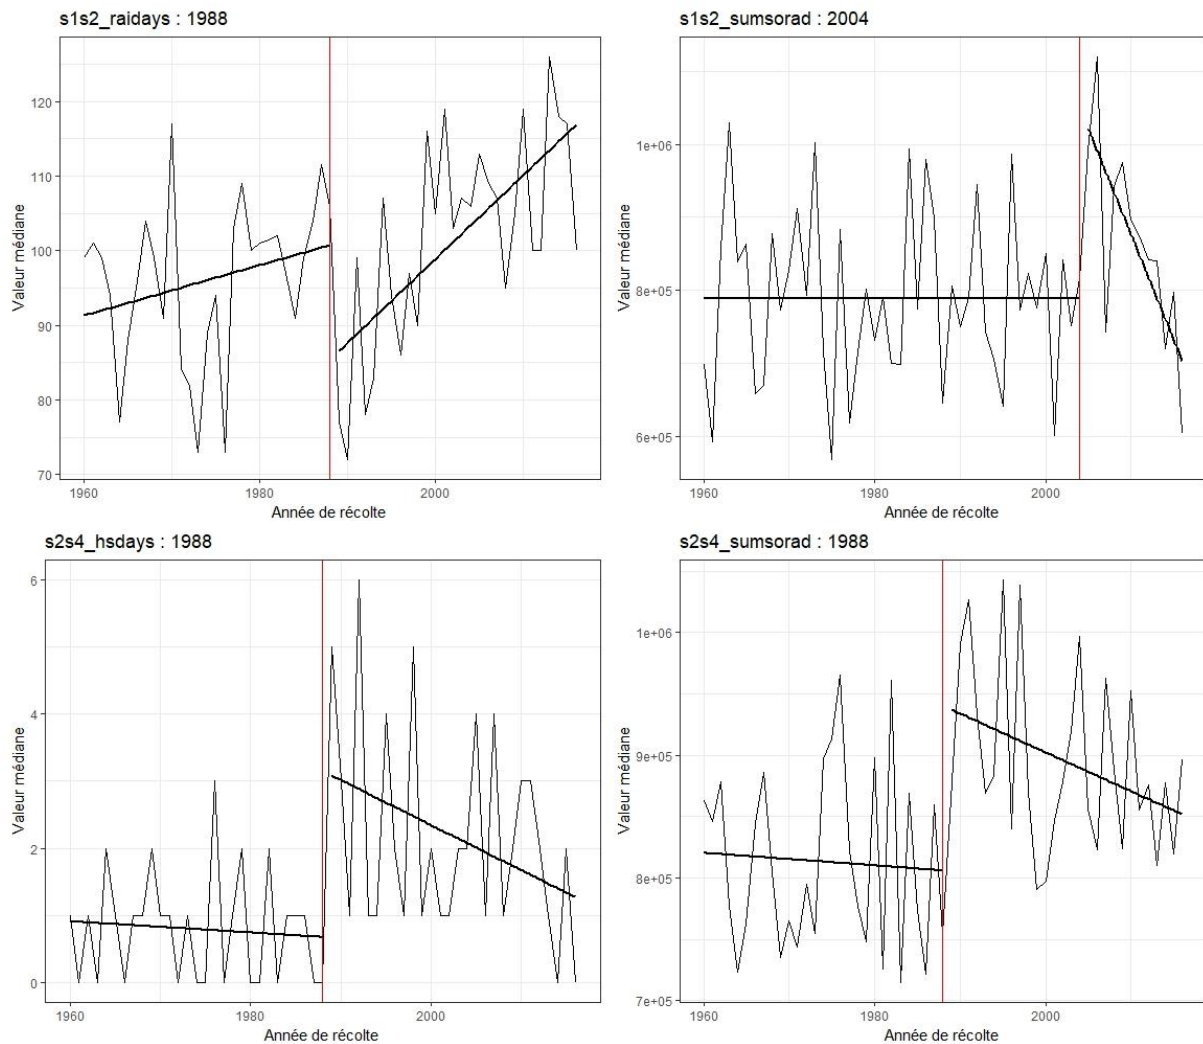 s1s2_raidays : 1988
Valeur médiane
120
110
100
90
80
70
1960
1980
2000
Année de récolte
s1s2_sumsorad : 2004
Valeur médiane
1e+06
8e+05
6e+05
1960
1980
2000
Année de récolte
s2s4_hsdays : 1988
Valeur médiane
6
4
2
0
1960
1980
2000
Année de récolte
s2s4_sumsorad : 1988
Valeur médiane
1e+06
9e+05
8e+05
7e+05
1960
1980
2000
Année de récolte